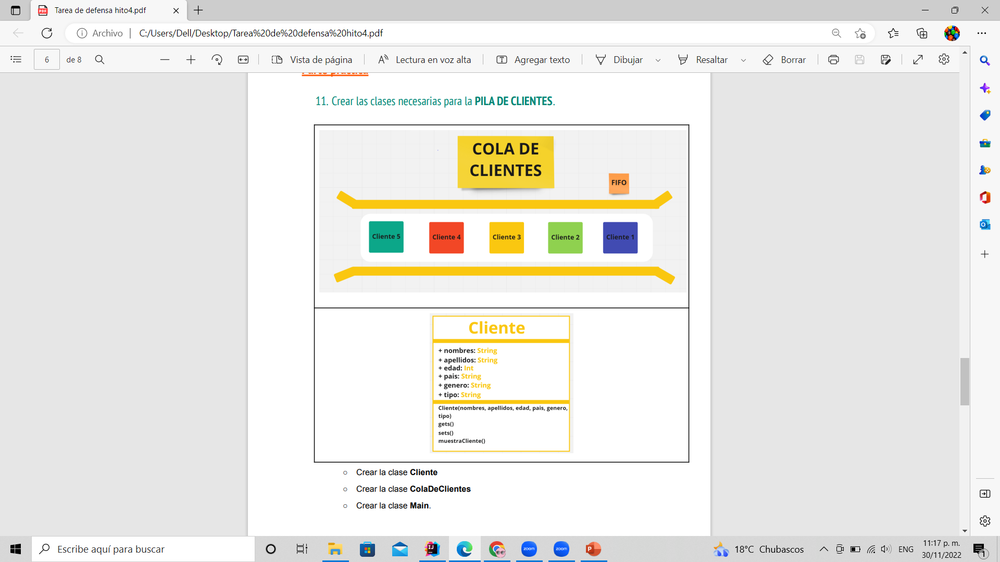 Tarea de defensa hito4.pdf
Archivo
C:/Users/Dell/Desktop/Tarea%20de%20defensa%20hito4.pdf
6
de 8
Vista de página
Lectura en voz alta
Agregar texto
Dibujar
Resaltar
Borrar
11. Crear las clases necesarias para la PILA DE CLIENTES.
COLA DE
CLIENTES
FIFO
Cliente 5
Cliente 4
Cliente 3
Cliente 2
Cliente 1
Cliente
+ nombres: String
+ apellidos: String
+ edad: Int
+ pais: String
+ genero: String
+ tipo: String
Cliente(nombres, apellidos, edad, pais, genero,
tipo)
gets()
sets()
muestraCliente()
○ Crear la clase Cliente
○ Crear la clase ColaDeClientes
○ Crear la clase Main.
Escribe aquí para buscar
zoom
zoom
18°C Chubascos
ENG
11:17 p. m.
30/11/2022
1